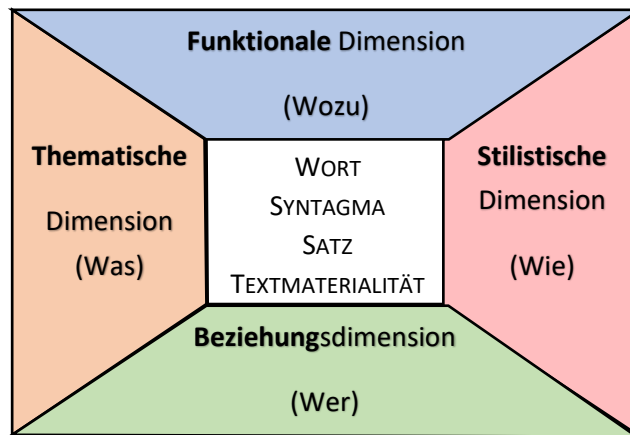 Funktionale Dimension
(Wozu)
Thematische
Dimension
(Was)
WORT
SYNTAGMA
SATZ
TEXTMATERIALITÄT
Stilistische
Dimension
(Wie)
Beziehungsdimension
(Wer)